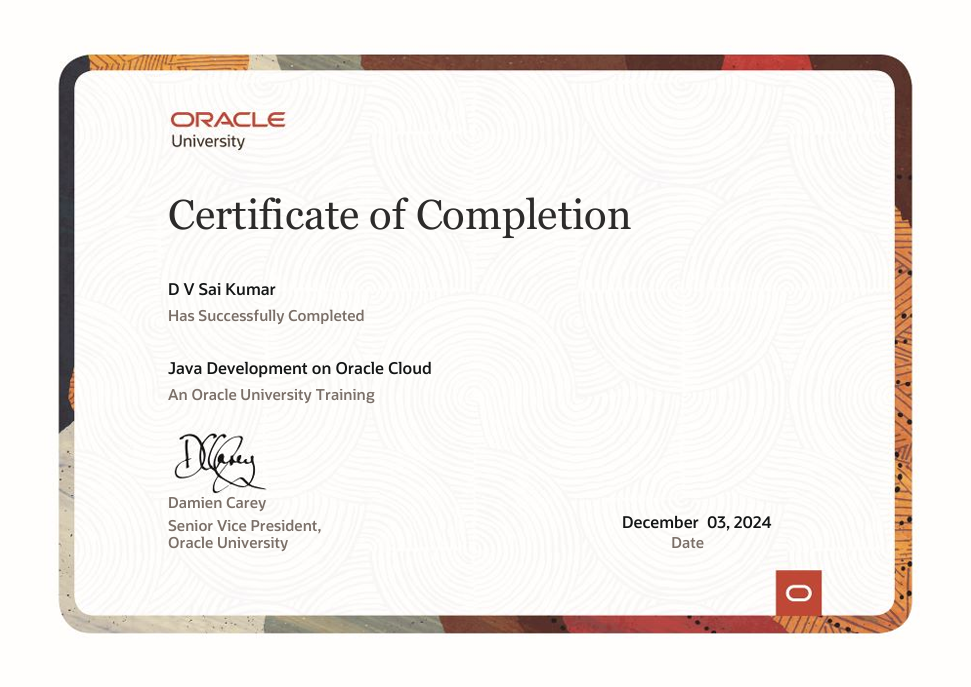 ORACLE
University
Certificate of Completion
D V Sai Kumar
Has Successfully Completed
Java Development on Oracle Cloud
An Oracle University Training
DCarey
Damien Carey
Senior Vice President,
Oracle University
December  03, 2024
Date